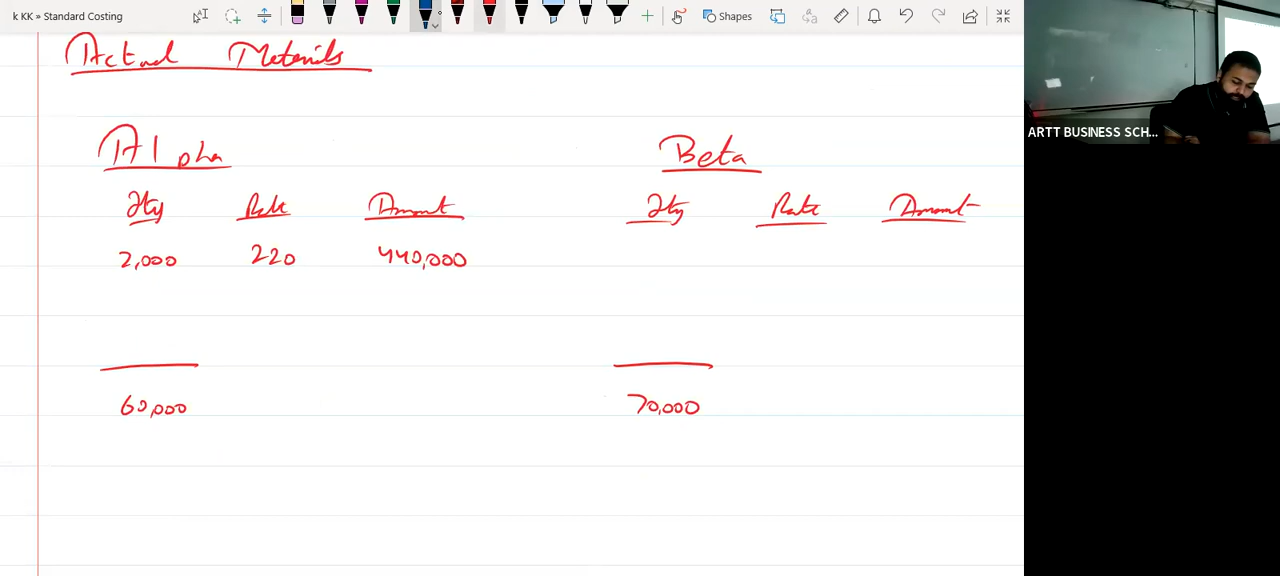 k KK » Standard Costing
Shapes
Actual Materials
Alpha Beta
Qty Rate Amount Qty Rate Amount
2,000 220 440,000
60,000 70,000
ARTT BUSINESS SCH...